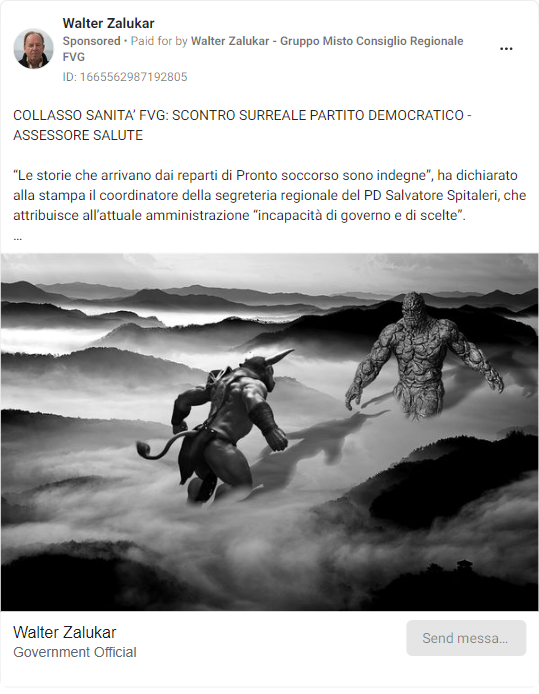 Walter Zalukar
Sponsored • Paid for by Walter Zalukar - Gruppo Misto Consiglio Regionale
FVG
ID: 1665562987192805
COLLASSO SANITA’ FVG: SCONTRO SURREALE PARTITO DEMOCRATICO -
ASSESSORE SALUTE
“Le storie che arrivano dai reparti di Pronto soccorso sono indegne”, ha dichiarato
alla stampa il coordinatore della segreteria regionale del PD Salvatore Spitaleri, che
attribuisce all’attuale amministrazione “incapacità di governo e di scelte”.
...
Walter Zalukar
Government Official
Send messa...